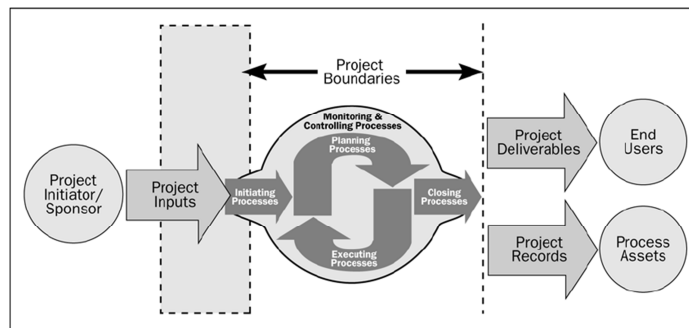 Project
Boundaries
Monitoring &
Controlling Processes
Planning
Processes
Project
Initiator/
Sponsor
Project
Inputs
Initiating
Processes
Closing
Processes
Executing
Processes
Project
Deliverables
End
Users
Project
Records
Process
Assets